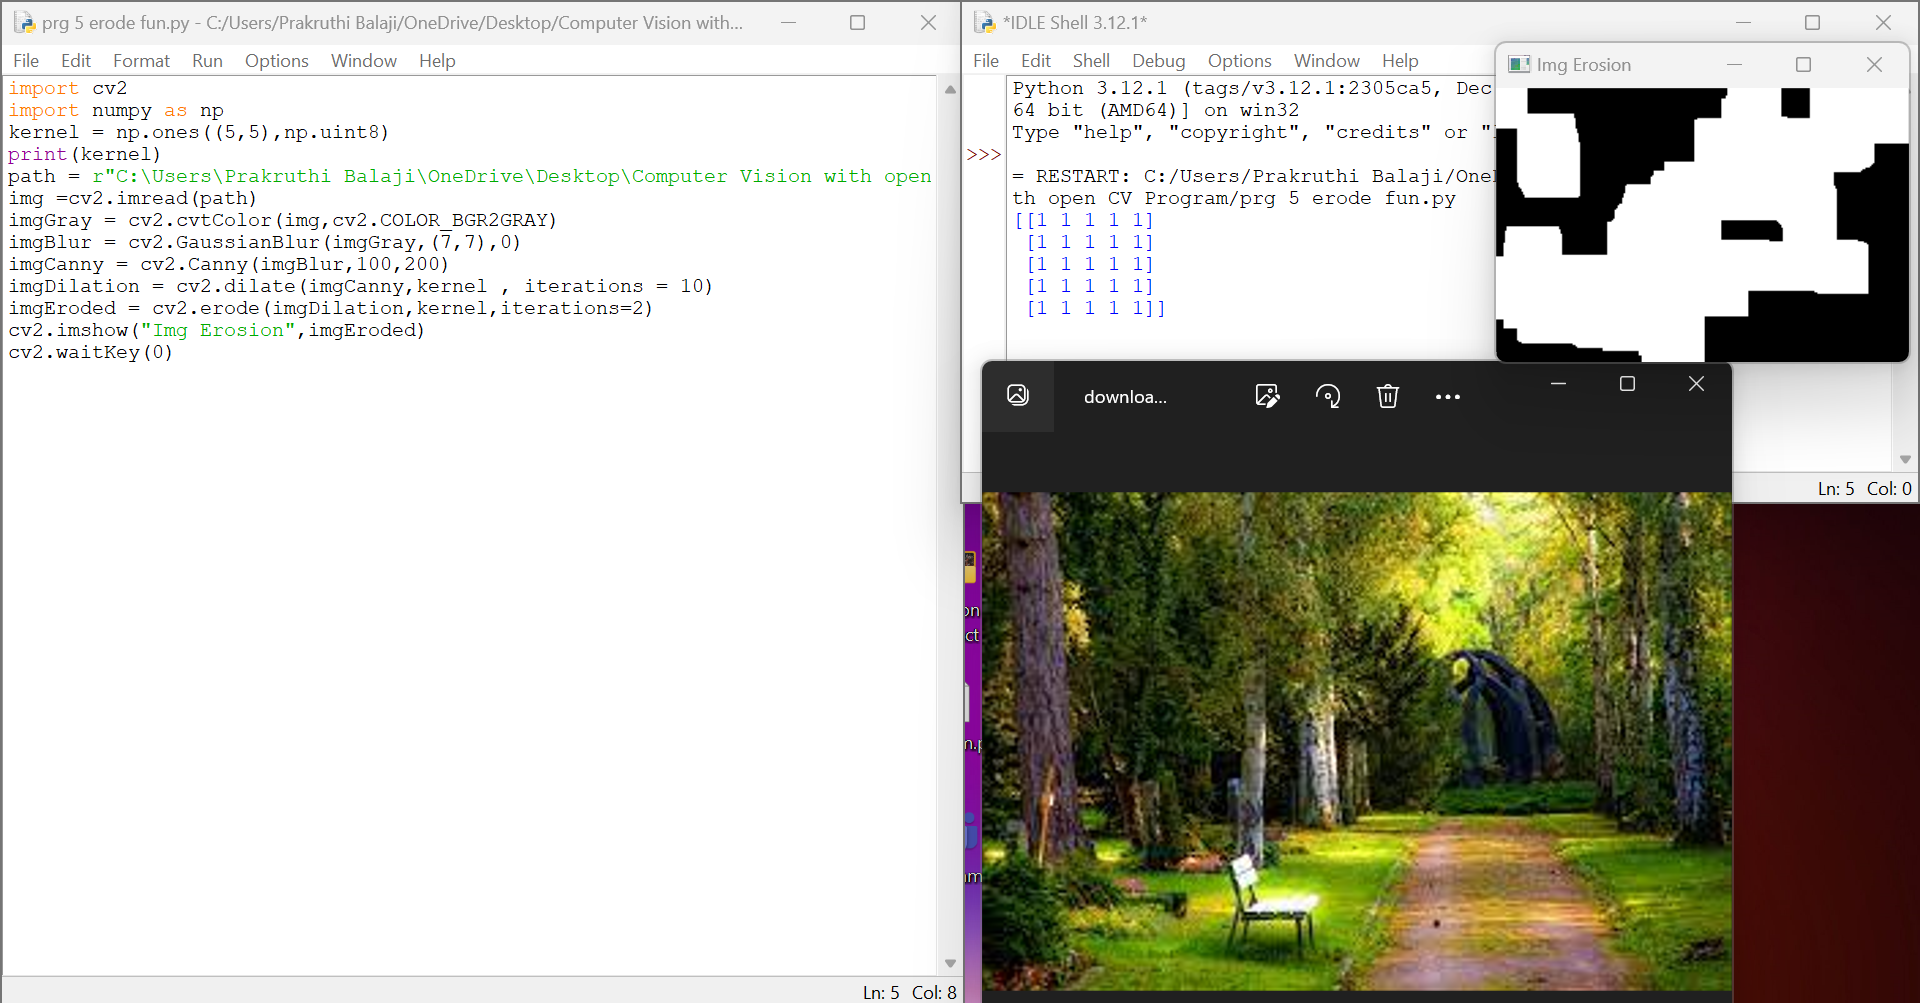 prg 5 erode fun.py - C:/Users/Prakruthi Balaji/OneDrive/Desktop/Computer Vision with...
File Edit Format Run Options Window Help
import cv2
import numpy as np
kernel = np.ones((5,5),np.uint8)
print(kernel)
path = r"C:\Users\Prakruthi Balaji\OneDrive\Desktop\Computer Vision with open
img =cv2.imread(path)
imgGray = cv2.cvtColor(img,cv2.COLOR_BGR2GRAY)
imgBlur = cv2.GaussianBlur(imgGray,(7,7),0)
imgCanny = cv2.Canny(imgBlur,100,200)
imgDilation = cv2.dilate(imgCanny,kernel , iterations = 10)
imgEroded = cv2.erode(imgDilation,kernel,iterations=2)
cv2.imshow("Img Erosion",imgEroded)
cv2.waitKey(0)
Ln: 5 Col: 8
*IDLE Shell 3.12.1*
File Edit Shell Debug Options Window Help
Python 3.12.1 (tags/v3.12.1:2305ca5, Dec
64 bit (AMD64)] on win32
Type "help", "copyright", "credits" or "l
>>>
= RESTART: C:/Users/Prakruthi Balaji/OneD
th open CV Program/prg 5 erode fun.py
[[1 1 1 1 1]
[1 1 1 1 1]
[1 1 1 1 1]
[1 1 1 1 1]
[1 1 1 1 1]]
Ln: 5 Col: 0
Img Erosion
downloa...
on
ct
n.p
am